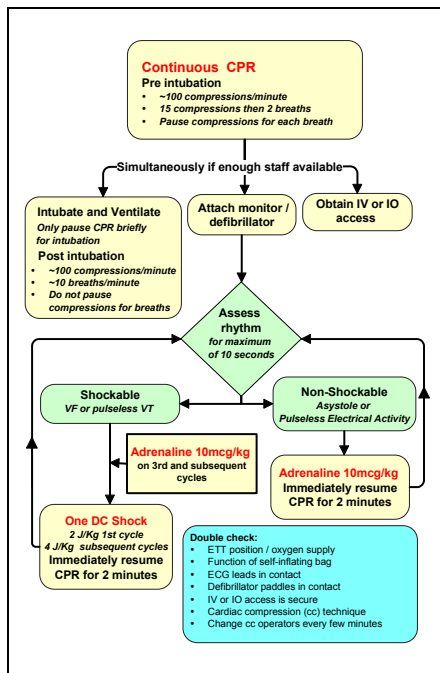 Continuous CPR
Pre intubation
• ~100 compressions/minute
• 15 compressions then 2 breaths
• Pause compressions for each breath
Simultaneously if enough staff available
Intubate and Ventilate
Only pause CPR briefly
for intubation
Post intubation
• ~100 compressions/minute
• ~10 breaths/minute
• Do not pause
compressions for breaths
Attach monitor /
defibrillator
Obtain IV or IO
access
Assess
rhythm
for maximum
of 10 seconds
Shockable
VF or pulseless VT
Non-Shockable
Asystole or
Pulseless Electrical Activity
Adrenaline 10mcg/kg
on 3rd and subsequent
cycles
Adrenaline 10mcg/kg
Immediately resume
CPR for 2 minutes
One DC Shock
2 J/Kg 1st cycle
4 J/Kg subsequent cycles
Immediately resume
CPR for 2 minutes
Double check:
• ETT position / oxygen supply
• Function of self-inflating bag
• ECG leads in contact
• Defibrillator paddles in contact
• IV or IO access is secure
• Cardiac compression (cc) technique
• Change cc operators every few minutes